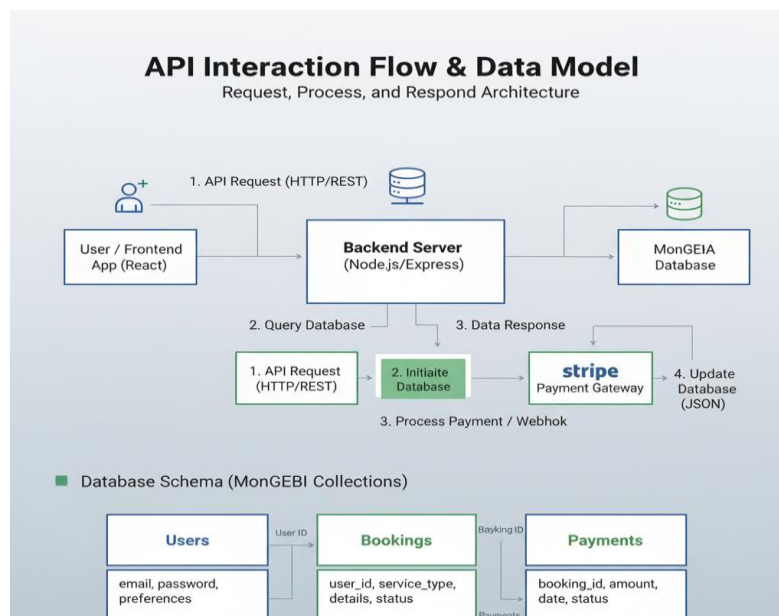 API Interaction Flow & Data Model
Request, Process, and Respond Architecture
1. API Request (HTTP/REST)
User / Frontend
App (React)
Backend Server
(Node.js/Express)
MonGEIA
Database
2. Query Database
3. Data Response
1. API Request
(HTTP/REST)
2. Initiaite
Database
stripe
Payment Gateway
4. Update
Database
(JSON)
3. Process Payment / Webhok
Database Schema (MonGEBI Collections)
Users
User ID
Bookings
Bayking ID
Payments
email, password,
preferences
user_id, service_type,
details, status
booking_id, amount,
date, status
Payments